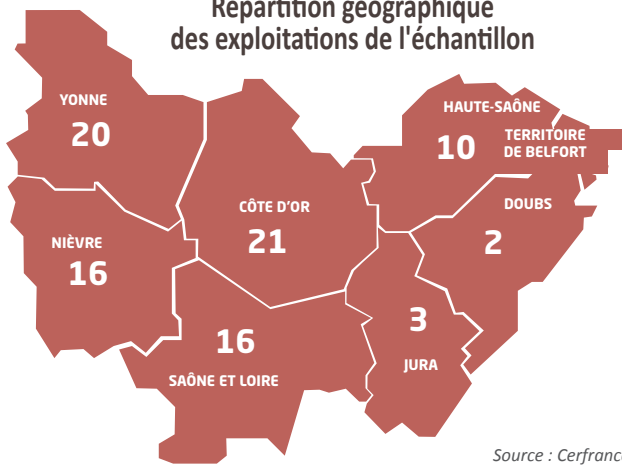 Répartition géographique
des exploitations de l'échantillon
YONNE
20
HAUTE-SAÔNE
10
TERRITOIRE
DE BELFORT
CÔTE D'OR
21
DOUBS
2
NIÈVRE
16
16
SAÔNE ET LOIRE
3
JURA
Source : Cerfrance